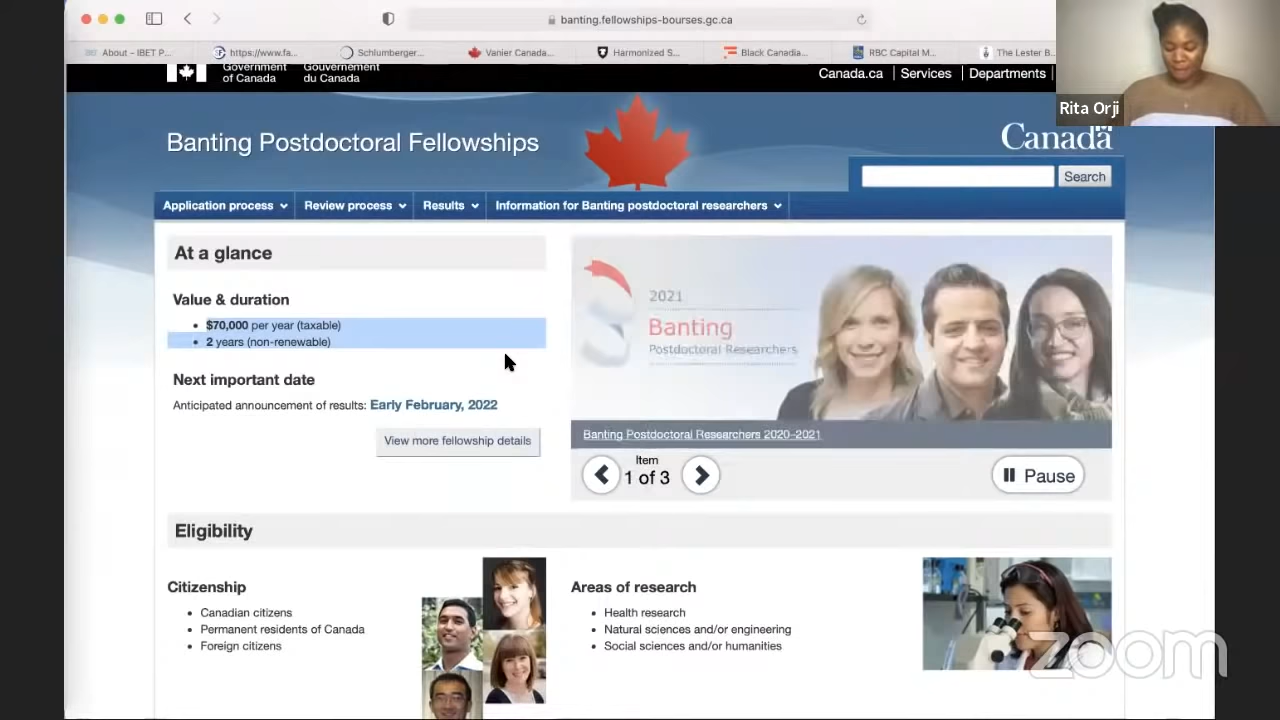 banting.fellowships-bourses.gc.ca
About – IBET P...
https://www.fa...
Schlumberger...
Vanier Canada...
Harmonized S...
Black Canadia...
RBC Capital M...
The Lester B...
Government of Canada
Gouvernement du Canada
Canada.ca
Services
Departments
Rita Orji
Banting Postdoctoral Fellowships
Canada
Search
Application process
Review process
Results
Information for Banting postdoctoral researchers
At a glance
Value & duration
$70,000 per year (taxable)
2 years (non-renewable)
Next important date
Anticipated announcement of results: Early February, 2022
View more fellowship details
2021
Banting
Postdoctoral Researchers
Banting Postdoctoral Researchers 2020–2021
Item
1 of 3
Pause
Eligibility
Citizenship
Canadian citizens
Permanent residents of Canada
Foreign citizens
Areas of research
Health research
Natural sciences and/or engineering
Social sciences and/or humanities
zoom